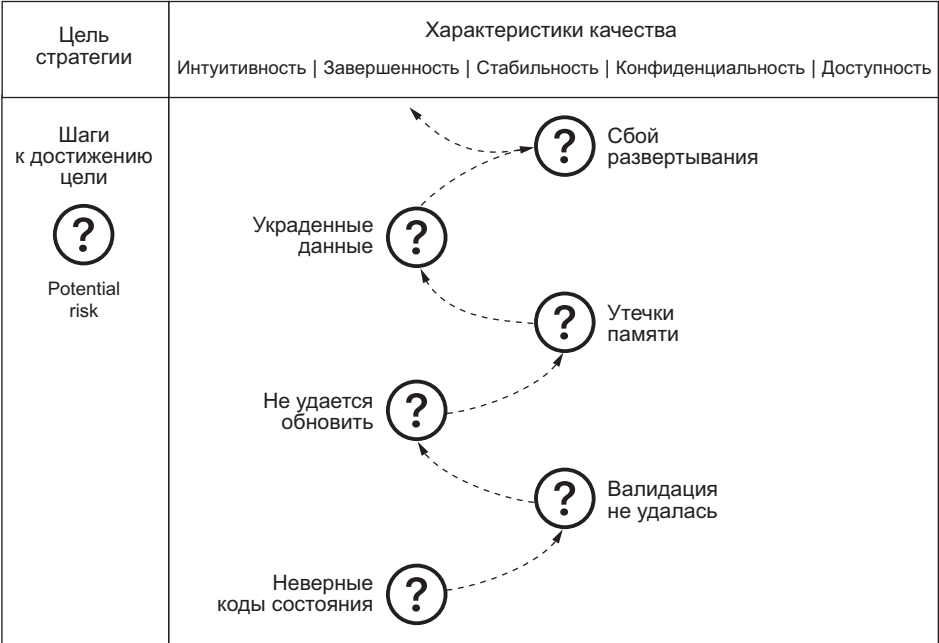 Цель
стратегии
Характеристики качества
Интуитивность | Завершенность | Стабильность | Конфиденциальность | Доступность
Шаги
к достижению
цели
?
Potential
risk
?
Сбой
развертывания
Украденные
данные
?
?
Утечки
памяти
Не удается
обновить
?
?
Валидация
не удалась
Неверные
коды состояния
?